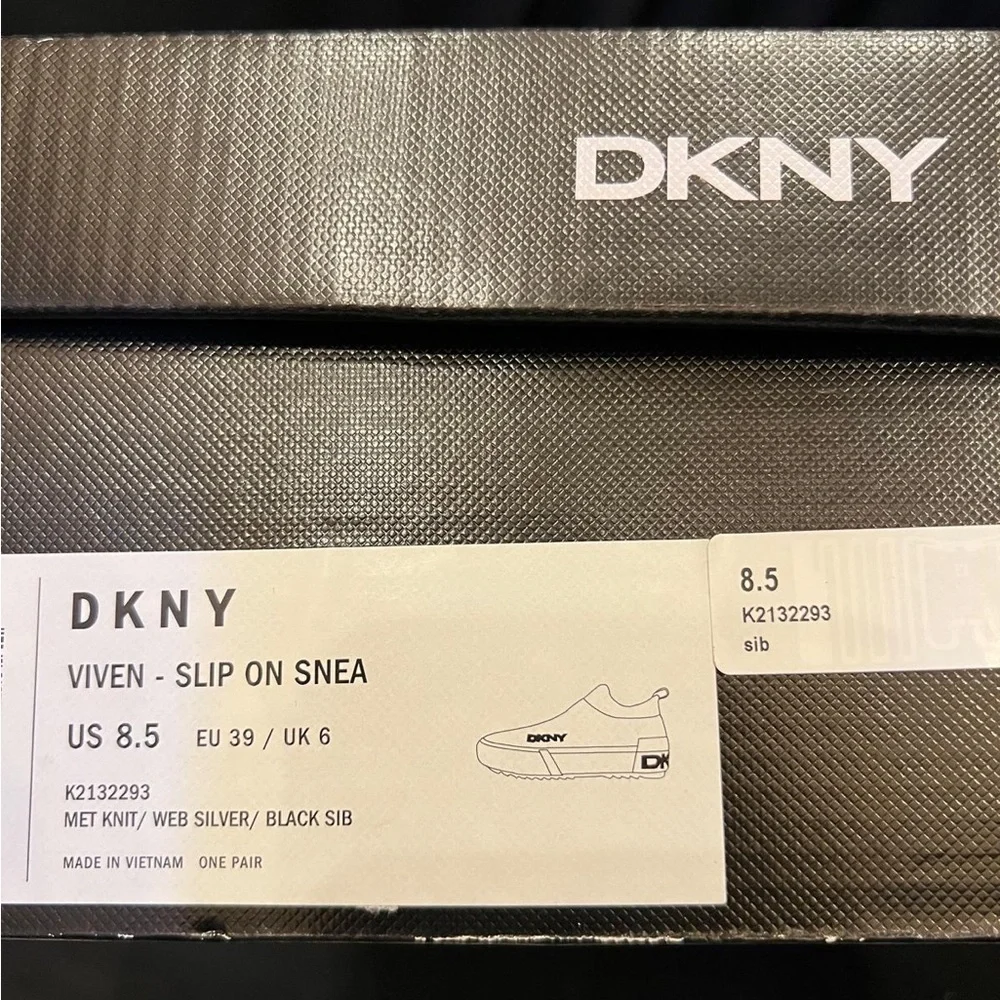 DKNY
DKNY
VIVEN - SLIP ON SNEA
US 8.5 EU 39 / UK 6
K2132293
MET KNIT/ WEB SILVER/ BLACK SIB
MADE IN VIETNAM ONE PAIR
DKNY
DK
8.5
K2132293
sib